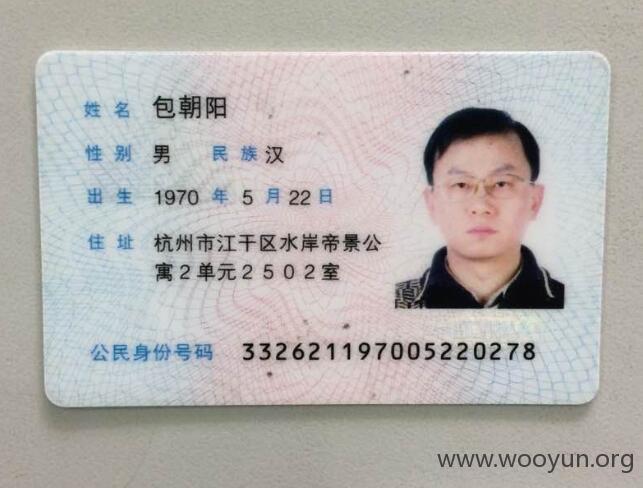 姓名 包朝阳
性别 男 民族 汉
出生 1970 年 5 月 22 日
住址 杭州市江干区水岸帝景公
寓2单元2502室
公民身份号码 332621197005220278
www.wooyun.org